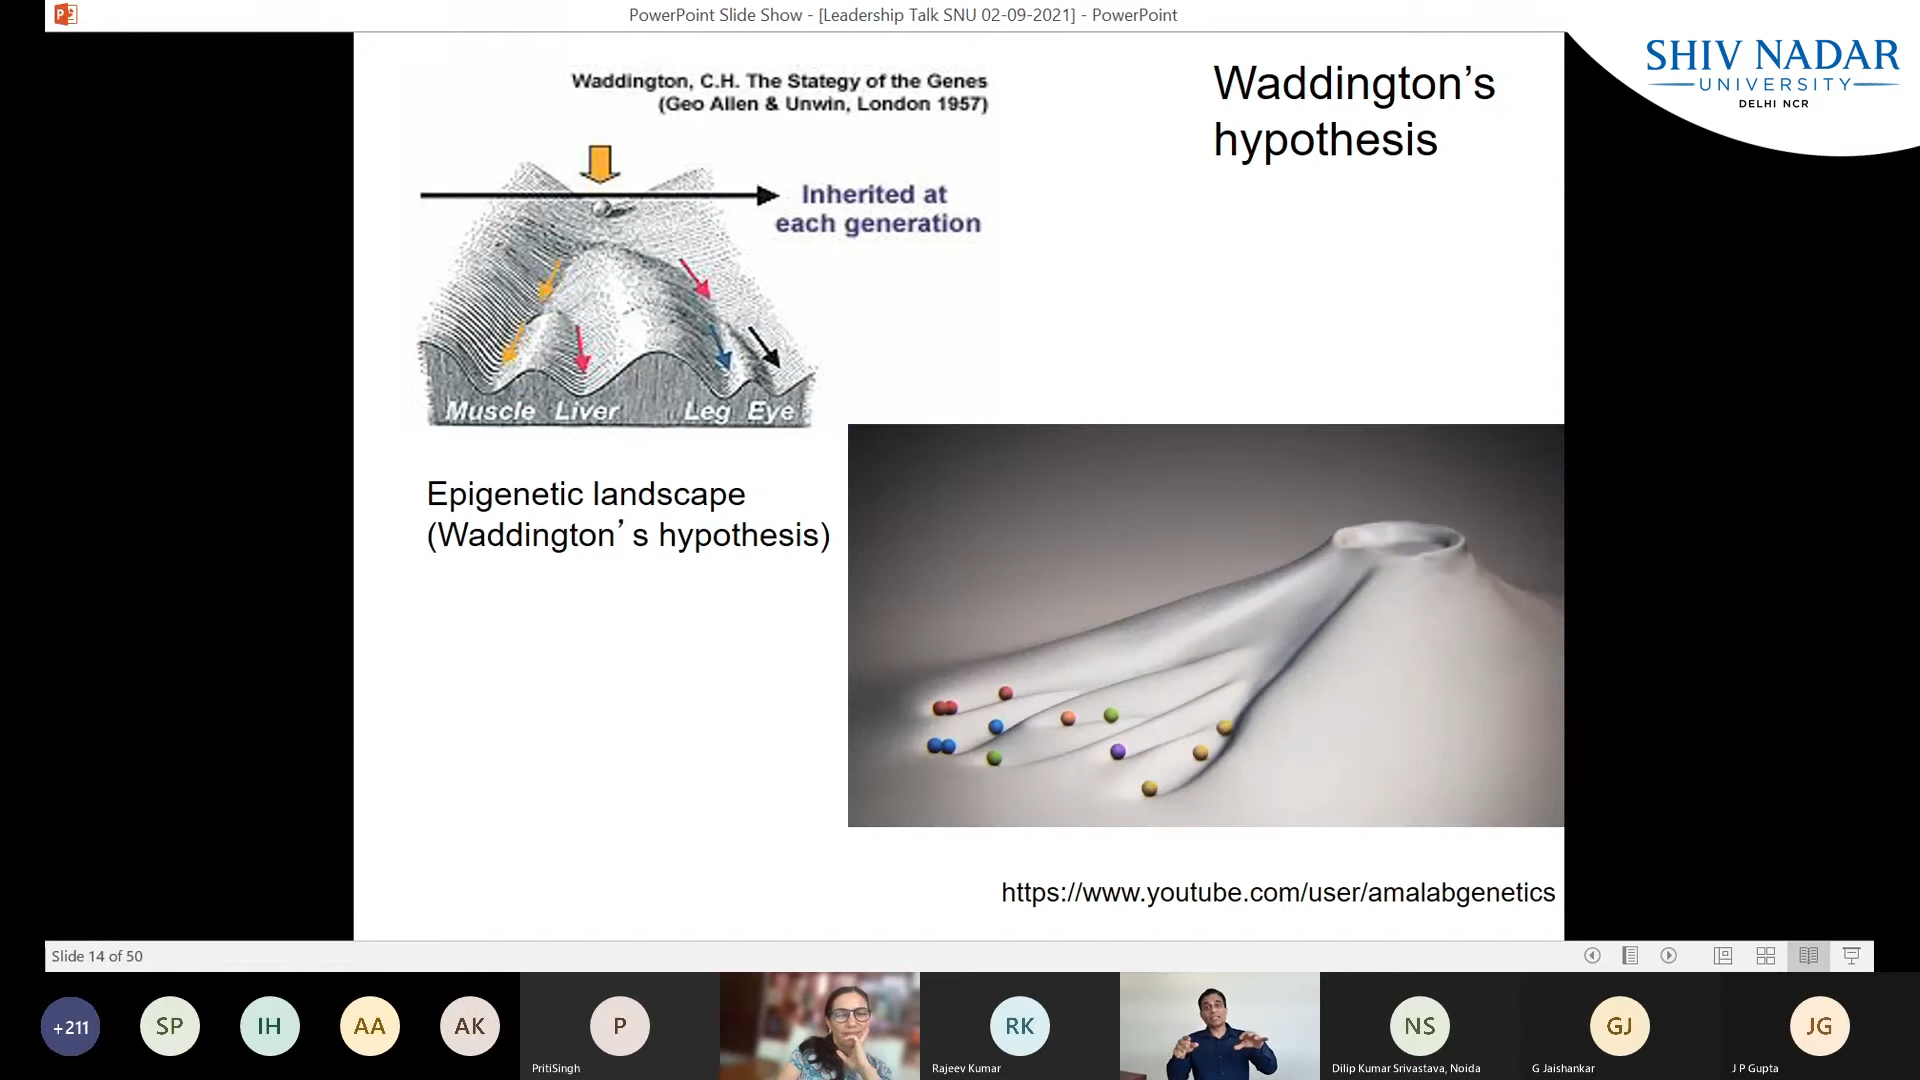 PowerPoint Slide Show - [Leadership Talk SNU 02-09-2021] - PowerPoint
SHIV NADAR
UNIVERSITY
DELHI NCR
Waddington, C.H. The Stategy of the Genes
(Geo Allen & Unwin, London 1957)
Waddington's
hypothesis
Inherited at
each generation
Muscle Liver Leg Eye
Epigenetic landscape
(Waddington's hypothesis)
https://www.youtube.com/user/amalabgenetics
Slide 14 of 50
+211
SP
IH
AA
AK
P
PritiSingh
RK
Rajeev Kumar
NS
Dilip Kumar Srivastava, Noida
GJ
G Jaishankar
JG
J P Gupta